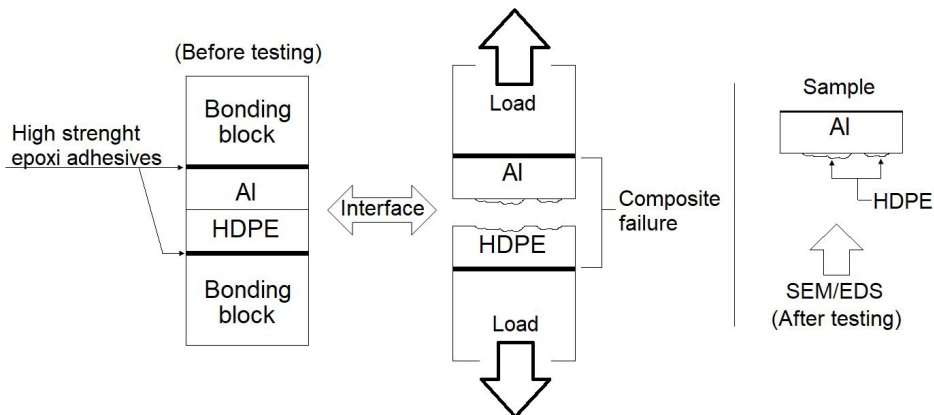 (Before testing)
Bonding
block
High strenght
epoxi adhesives
Al
HDPE
Bonding
block
Interface
Load
Al
HDPE
Load
Composite
failure
Sample
Al
HDPE
SEM/EDS
(After testing)